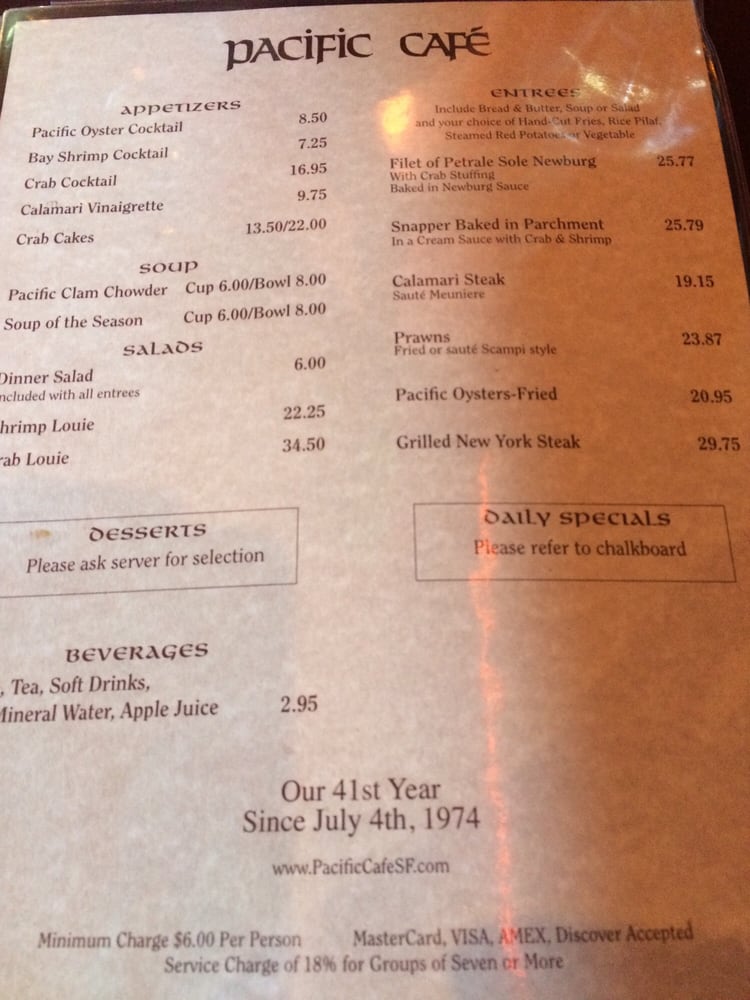 PACIFIC CAFÉ
APPETIZERS
Pacific Oyster Cocktail 8.50
Bay Shrimp Cocktail 7.25
Crab Cocktail 16.95
Calamari Vinaigrette 9.75
Crab Cakes 13.50/22.00
SOUP
Pacific Clam Chowder Cup 6.00/Bowl 8.00
Soup of the Season Cup 6.00/Bowl 8.00
SALADS
Dinner Salad 6.00
ncluded with all entrees
hrimp Louie 22.25
rab Louie 34.50
DESSERTS
Please ask server for selection
BEVERAGES
, Tea, Soft Drinks,
Mineral Water, Apple Juice 2.95
ENTREES
Include Bread & Butter, Soup or Salad
and your choice of Hand-Cut Fries, Rice Pilaf,
Steamed Red Potatoes or Vegetable
Filet of Petrale Sole Newburg 25.77
With Crab Stuffing
Baked in Newburg Sauce
Snapper Baked in Parchment 25.79
In a Cream Sauce with Crab & Shrimp
Calamari Steak 19.15
Sauté Meuniere
Prawns 23.87
Fried or sauté Scampi style
Pacific Oysters-Fried 20.95
Grilled New York Steak 29.75
DAILY SPECIALS
Please refer to chalkboard
Our 41st Year
Since July 4th, 1974
www.PacificCafeSF.com
Minimum Charge $6.00 Per Person MasterCard, VISA, AMEX, Discover Accepted
Service Charge of 18% for Groups of Seven or More